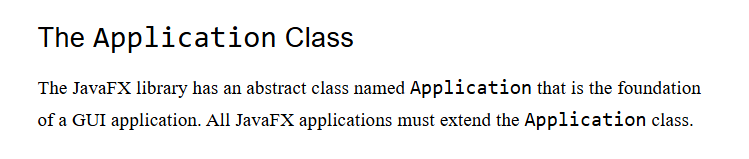 The Application Class
The JavaFX library has an abstract class named Application that is the foundation
of a GUI application. All JavaFX applications must extend the Application class.